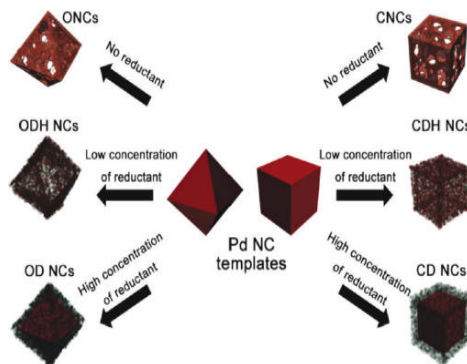 ONCs
CNCs
No reductant
No reductant
ODH NCs
CDH NCs
Low concentration
of reductant
Low concentration
of reductant
Pd NC
templates
OD NCs
High concentration
of reductant
High concentration
of reductant
CD NCs